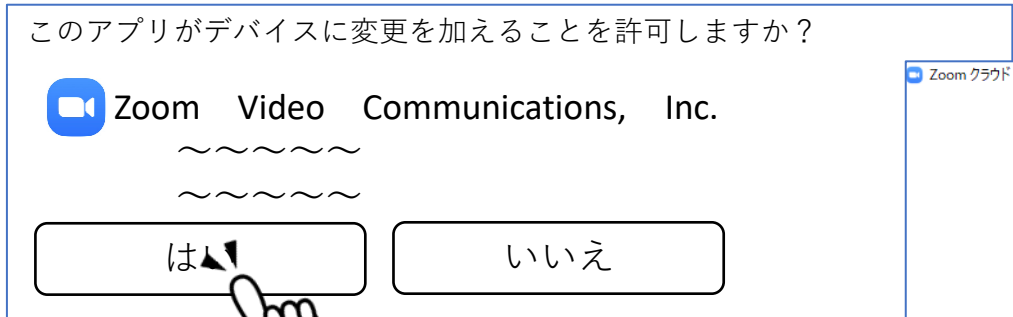 このアプリがデバイスに変更を加えることを許可しますか？
Zoom Video Communications, Inc.
～～～～～
～～～～～
はい
いいえ
Zoom クラウド